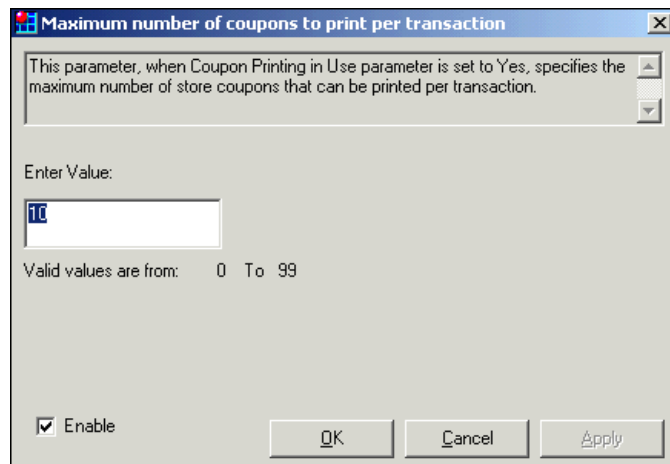 Maximum number of coupons to print per transaction
This parameter, when Coupon Printing in Use parameter is set to Yes, specifies the
maximum number of store coupons that can be printed per transaction.
Enter Value:
10
Valid values are from: 0 To 99
Enable
OK
Cancel
Apply